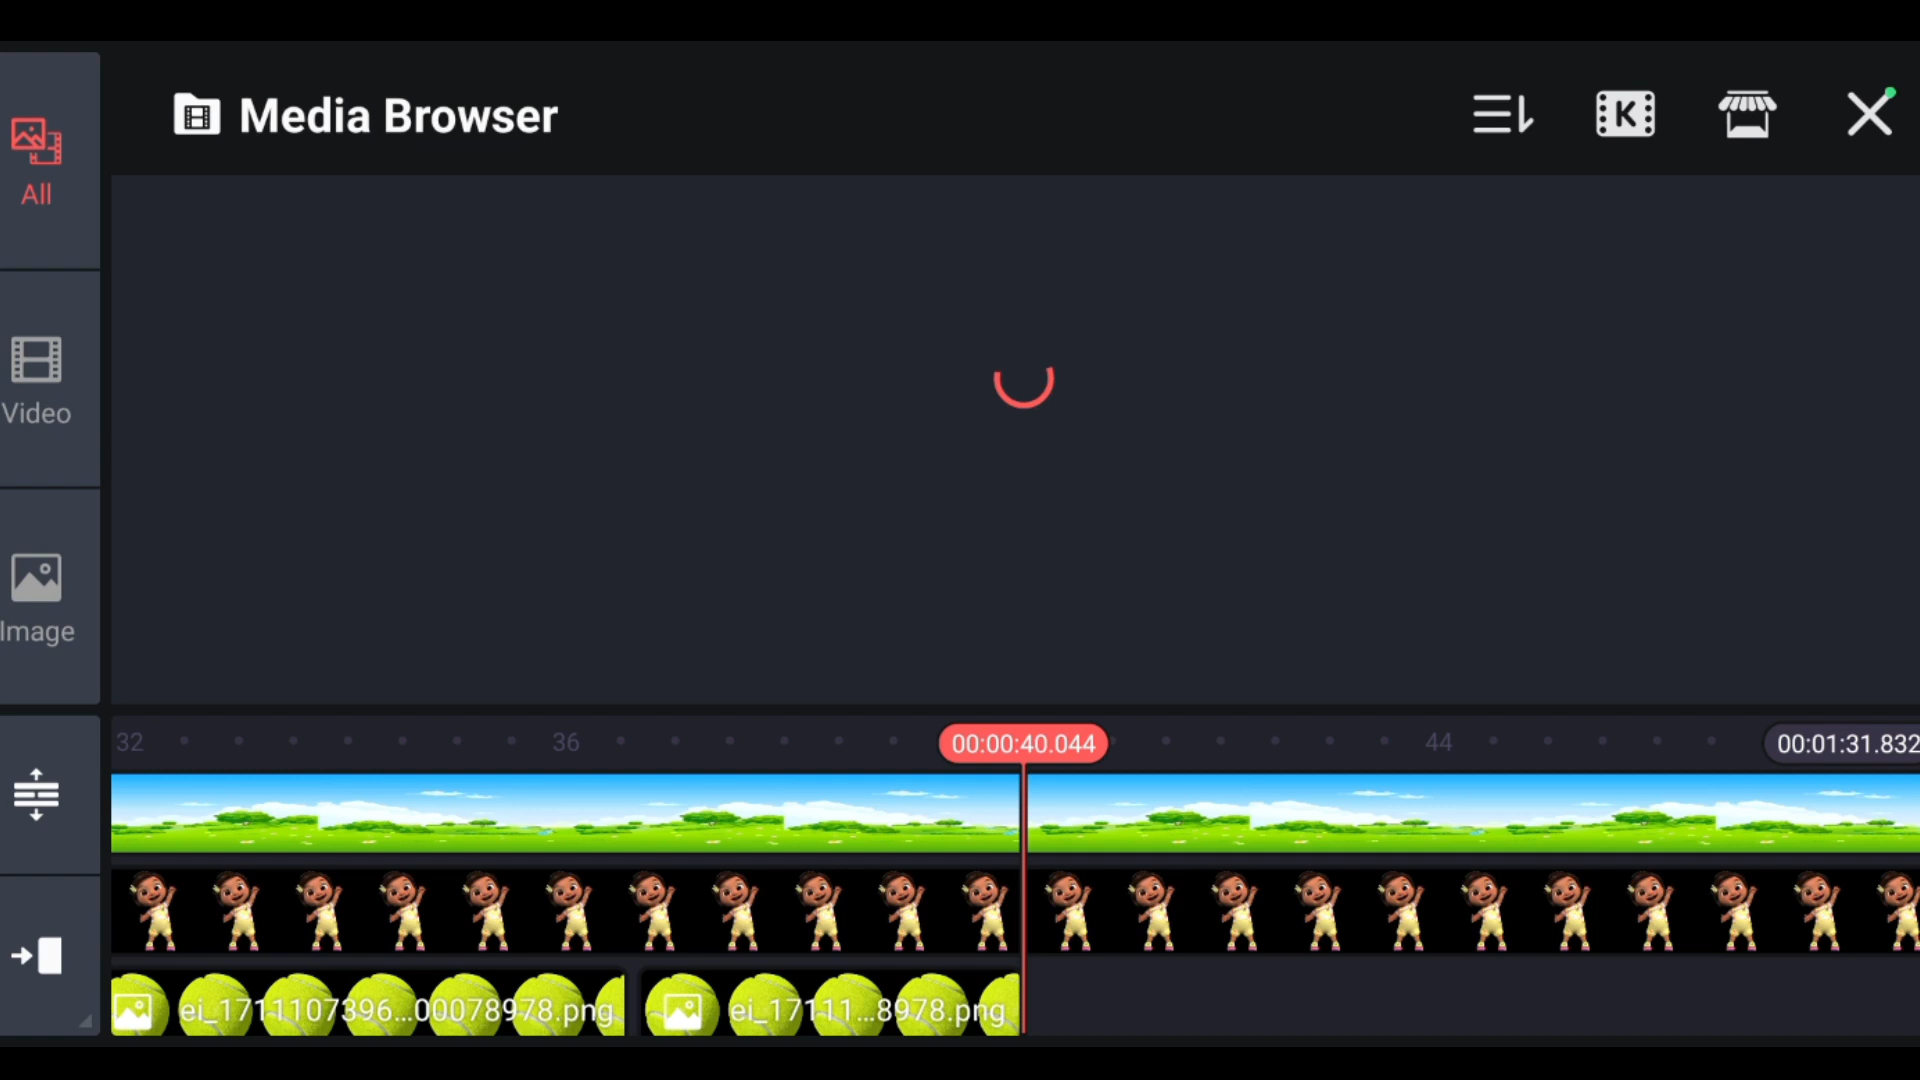 Media Browser
K
All
Video
Image
32
36
00:00:40.044
44
00:01:31.832
ei_1711107396...00078978.png
ei_17111...8978.png